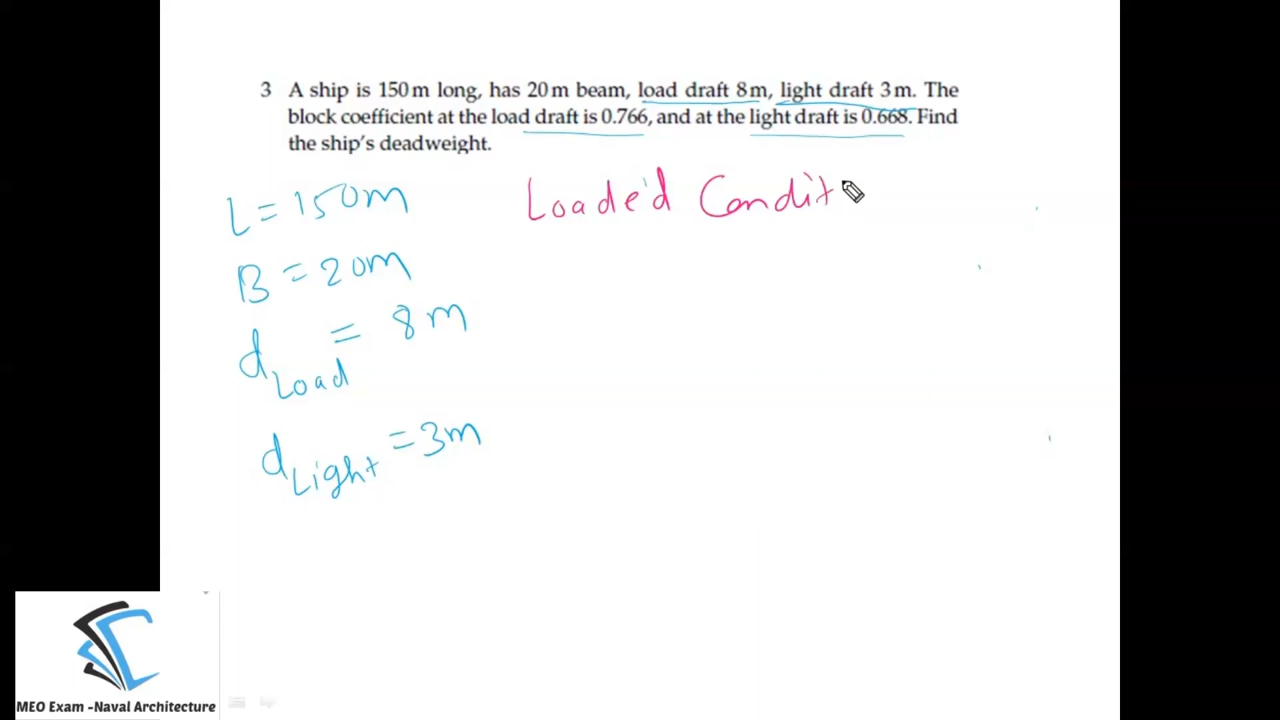 3 A ship is 150 m long, has 20 m beam, load draft 8 m, light draft 3 m. The
block coefficient at the load draft is 0.766, and at the light draft is 0.668. Find
the ship's deadweight.
L = 150m
Loaded Condit
B = 20m
d Load = 8m
d Light = 3m
MEO Exam -Naval Architecture